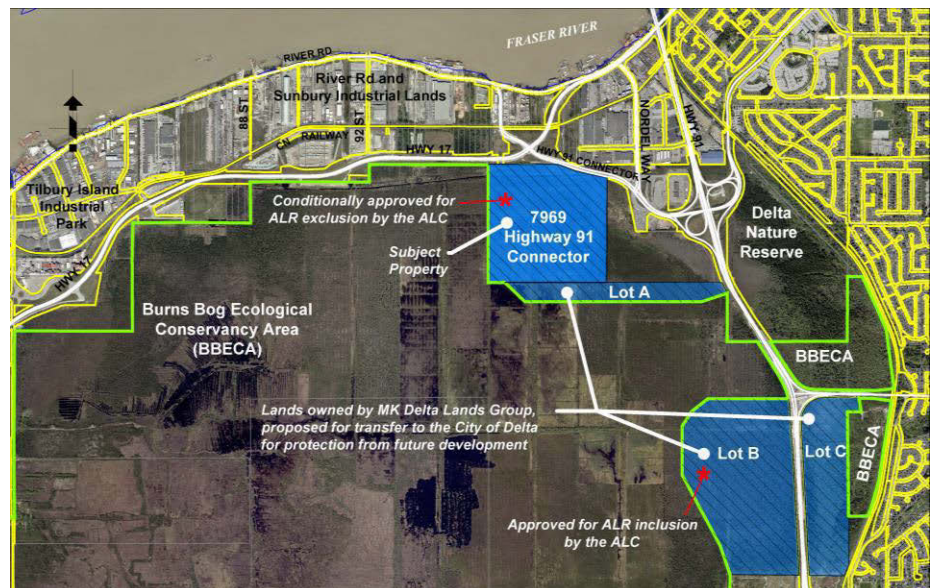 FRASER RIVER
RIVER RD
River Rd and
Sunbury Industrial Lands
88 ST
92 ST
CN RAILWAY
HWY 17
HWY 91 CONNECTOR
NORDEL WAY
HWY 91
Tilbury Island
Industrial
Park
HWY 17
Conditionally approved for
ALR exclusion by the ALC
Subject
Property
7969
Highway 91
Connector
Delta
Nature
Reserve
Lot A
Burns Bog Ecological
Conservancy Area
(BBECA)
BBECA
Lands owned by MK Delta Lands Group,
proposed for transfer to the City of Delta
for protection from future development
Lot B
Lot C
BBECA
Approved for ALR inclusion
by the ALC